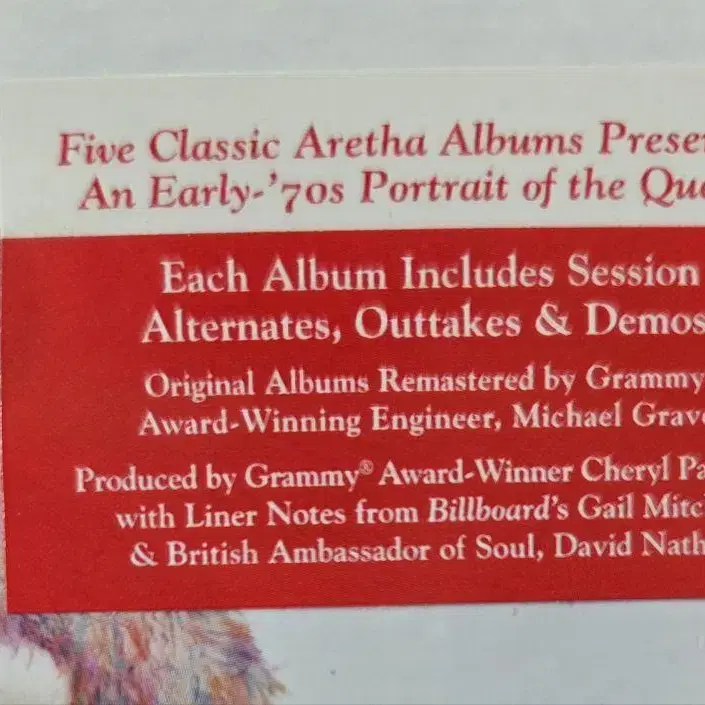 Five Classic Aretha Albums Prese
An Early-'70s Portrait of the Qu
Each Album Includes Session
Alternates, Outtakes & Demos
Original Albums Remastered by Grammy
Award-Winning Engineer, Michael Grav
Produced by Grammy® Award-Winner Cheryl Pa
with Liner Notes from Billboard's Gail Mitc
& British Ambassador of Soul, David Nath